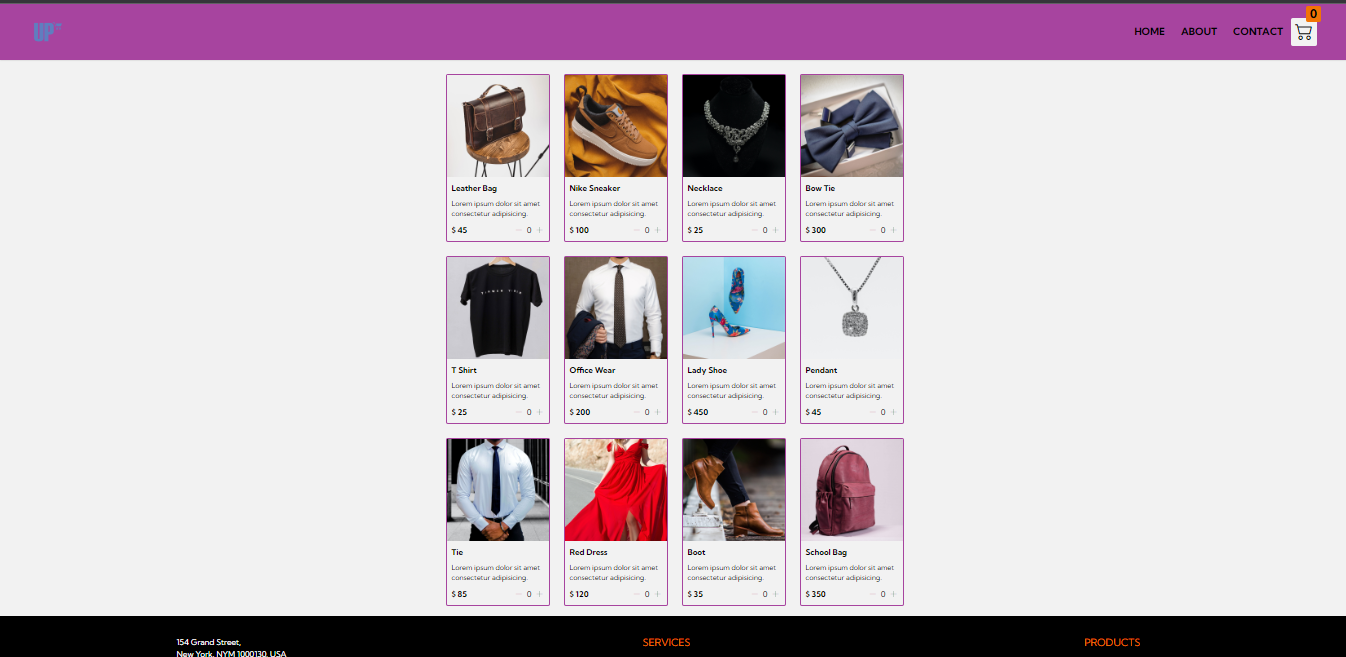 UP
HOME ABOUT CONTACT 0
Leather Bag
Lorem ipsum dolor sit amet
consectetur adipisicing.
$ 45 − 0 +
Nike Sneaker
Lorem ipsum dolor sit amet
consectetur adipisicing.
$ 100 − 0 +
Necklace
Lorem ipsum dolor sit amet
consectetur adipisicing.
$ 25 − 0 +
Bow Tie
Lorem ipsum dolor sit amet
consectetur adipisicing.
$ 300 − 0 +
T Shirt
Lorem ipsum dolor sit amet
consectetur adipisicing.
$ 25 − 0 +
Office Wear
Lorem ipsum dolor sit amet
consectetur adipisicing.
$ 200 − 0 +
Lady Shoe
Lorem ipsum dolor sit amet
consectetur adipisicing.
$ 450 − 0 +
Pendant
Lorem ipsum dolor sit amet
consectetur adipisicing.
$ 45 − 0 +
Tie
Lorem ipsum dolor sit amet
consectetur adipisicing.
$ 85 − 0 +
Red Dress
Lorem ipsum dolor sit amet
consectetur adipisicing.
$ 120 − 0 +
Boot
Lorem ipsum dolor sit amet
consectetur adipisicing.
$ 35 − 0 +
School Bag
Lorem ipsum dolor sit amet
consectetur adipisicing.
$ 350 − 0 +
154 Grand Street,
New York, NYM 1000130, USA
SERVICES
PRODUCTS